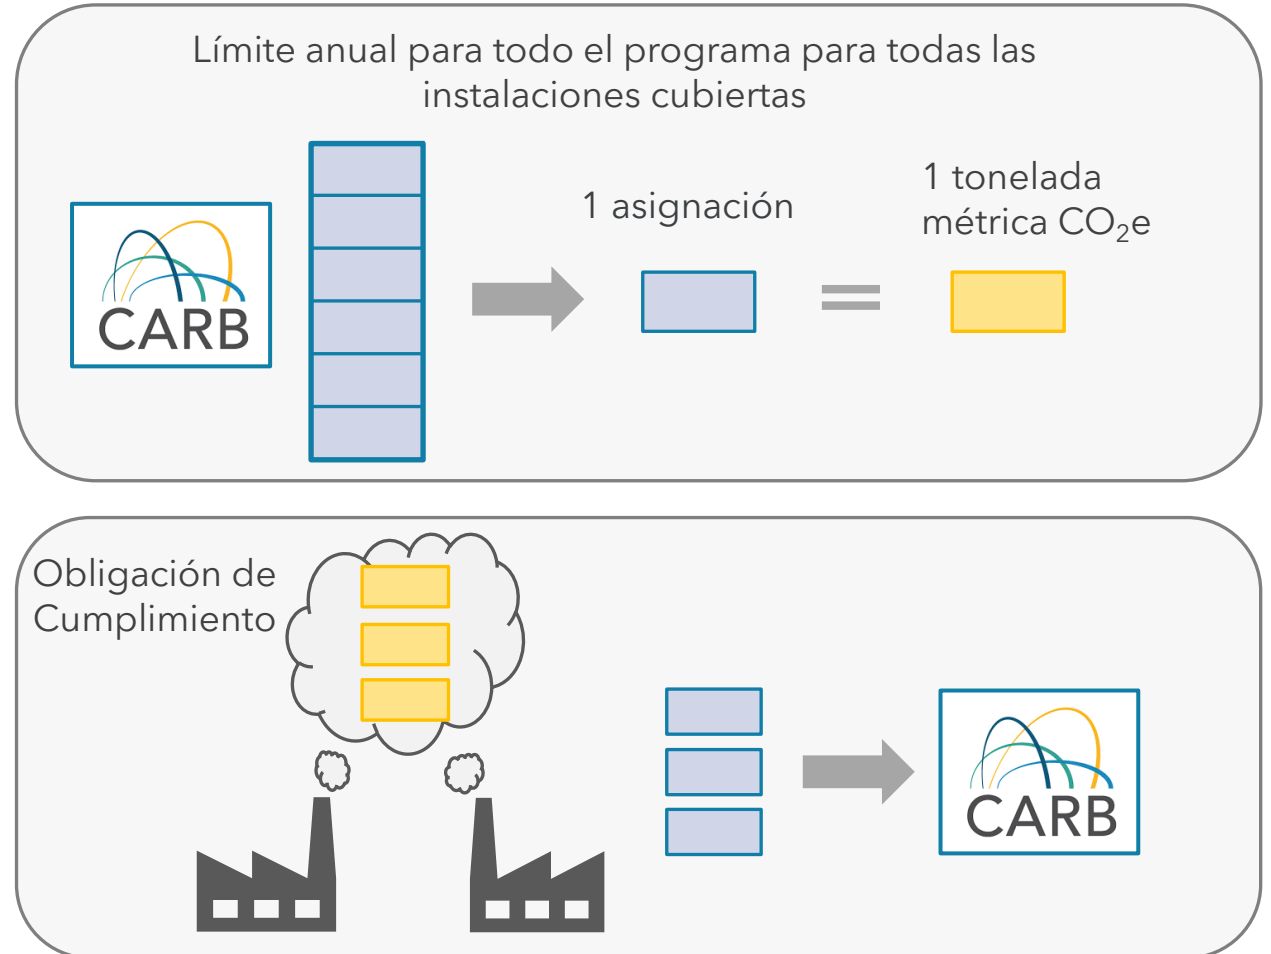 Límite anual para todo el programa para todas las
instalaciones cubiertas
1 asignación
1 tonelada
métrica CO₂e
CARB
Obligación de
Cumplimiento
CARB